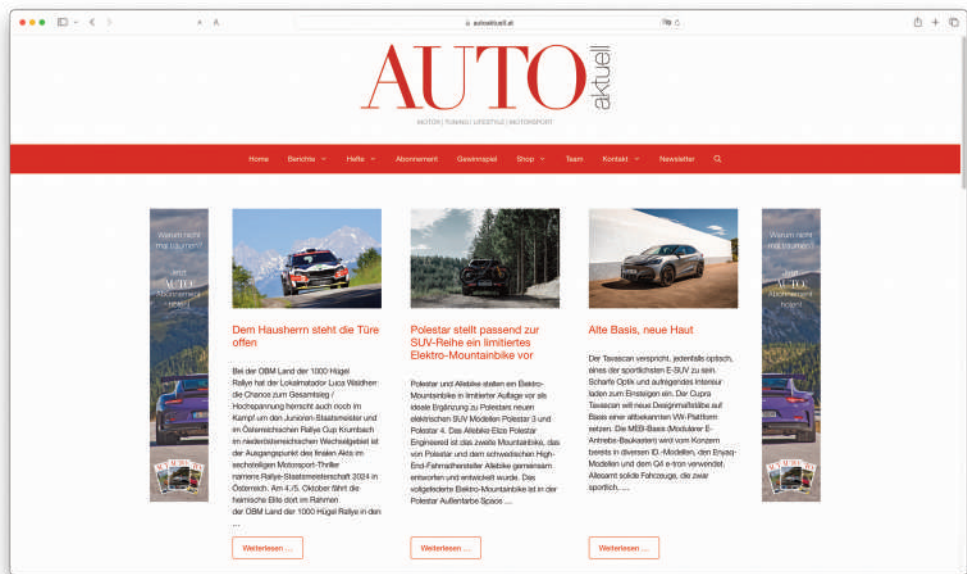 autoaktuell.at
AUTO
aktuell
MOTOR | TUNING | LIFESTYLE | MOTORSPORT
Home Berichte Hefte Abonnement Gewinnspiel Shop Team Kontakt Newsletter
Warum nicht
mal träumen?
Jetzt
AUTO
Abonnement
holen!
Dem Hausherrn steht die Türe
offen
Bei der OBM Land der 1000 Hügel
Rallye hat der Lokalmatador Luca Waldherr
die Chance zum Gesamtsieg /
Hochspannung herrscht auch noch im
Kampf um den Junioren-Staatsmeister und
im Österreichischen Rallye Cup Krumbach
im niederösterreichischen Wechselgebiet ist
der Ausgangspunkt des finalen Akts im
sechsteiligen Motorsport-Thriller
namens Rallye-Staatsmeisterschaft 2024 in
Österreich. Am 4./5. Oktober fährt die
heimische Elite dort im Rahmen
der OBM Land der 1000 Hügel Rallye in den
…
Weiterlesen …
Polestar stellt passend zur
SUV-Reihe ein limitiertes
Elektro-Mountainbike vor
Polestar und Allebike stellen ein Elektro-
Mountainbike in limitierter Auflage vor als
ideale Ergänzung zu Polestars neuen
elektrischen SUV Modellen Polestar 3 und
Polestar 4. Das Allebike Elize Polestar
Engineered ist das zweite Mountainbike, das
von Polestar und dem schwedischen High-
End-Fahrradhersteller Allebike gemeinsam
entworfen und entwickelt wurde. Das
vollgefederte Elektro-Mountainbike ist in der
Polestar Außenfarbe Space …
Weiterlesen …
Alte Basis, neue Haut
Der Tavascan verspricht, jedenfalls optisch,
eines der sportlichsten E-SUV zu sein.
Scharfe Optik und aufregendes Interieur
laden zum Einsteigen ein. Der Cupra
Tavascan will neue Designmaßstäbe auf
Basis einer altbekannten VW-Plattform
setzen. Die MEB-Basis (Modularer E-
Antriebs-Baukasten) wird vom Konzern
bereits in diversen ID.-Modellen, den Enyaq-
Modellen und dem Q4 e-tron verwendet.
Allesamt solide Fahrzeuge, die zwar
sportlich, …
Weiterlesen …
Warum nicht
mal träumen?
Jetzt
AUTO
Abonnement
holen!